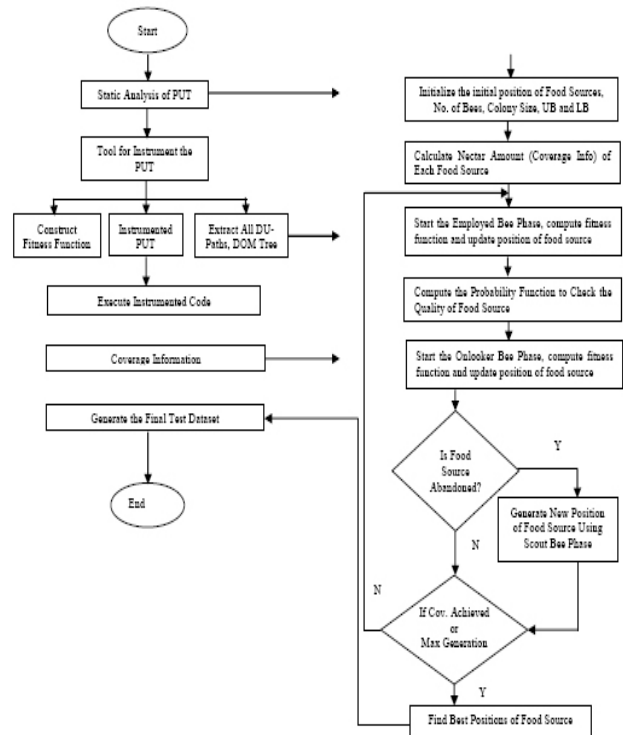 Start
Static Analysis of PUT
Tool for Instrument the
PUT
Construct
Fitness Function
Instrumented
PUT
Extract All DU-
Paths, DOM Tree
Execute Instrumented Code
Coverage Information
Generate the Final Test Dataset
End
Initialize the initial position of Food Sources,
No. of Bees, Colony Size, UB and LB
Calculate Nectar Amount (Coverage Info) of
Each Food Source
Start the Employed Bee Phase, compute fitness
function and update position of food source
Compute the Probability Function to Check the
Quality of Food Source
Start the Onlooker Bee Phase, compute fitness
function and update position of food source
Is Food
Source
Abandoned?
Y
Generate New Position
of Food Source Using
Scout Bee Phase
N
N
If Cov. Achieved
or
Max Generation
Y
Find Best Positions of Food Source